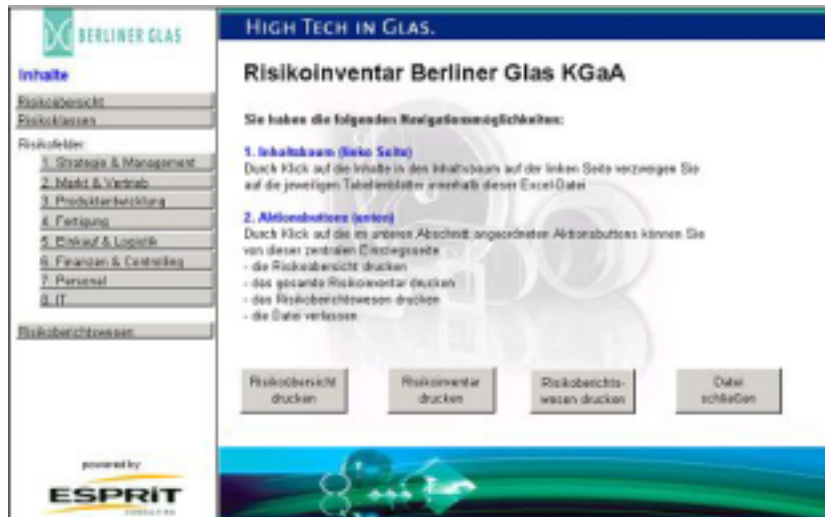 BERLINER GLAS
HIGH TECH IN GLAS.
Inhalte
Risikoübersicht
Risikoklassen
Risikofelder:
1. Strategie & Management
2. Markt & Vertrieb
3. Produktentwicklung
4. Fertigung
5. Einkauf & Logistik
6. Finanzen & Controlling
7. Personal
8. IT
Risikoberichtswesen
powered by
ESPRiT
CONSULTING
Risikoinventar Berliner Glas KGaA
Sie haben die folgenden Navigationsmöglichkeiten:
1. Inhaltsbaum (linke Seite)
Durch Klick auf die Inhalte in den Inhaltsbaum auf der linken Seite verzweigen Sie
auf die jeweiligen Tabellenblätter innerhalb dieser Excel-Datei
2. Aktionsbuttons (unten)
Durch Klick auf die im unteren Abschnitt angeordneten Aktionsbuttons können Sie
von dieser zentralen Einstiegsseite
- die Risikoübersicht drucken
- das gesamte Risikoinventar drucken
- das Risikoberichtswesen drucken
- die Datei verlassen
Risikoübersicht
drucken
Risikoinventar
drucken
Risikoberichts-
wesen drucken
Datei
schließen